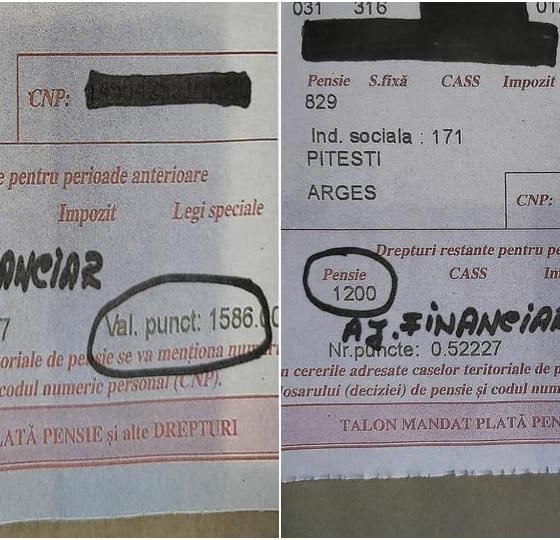 CNP:
e pentru perioade anterioare
Impozit Legi speciale
ANCIAR
7 Val. punct: 1586.00
toriale de pensie se va menționa num
codul numeric personal (CNP).
LATĂ PENSIE și alte DREPTURI
031 316 01
Pensie S.fixă CASS Impozit
829
Ind. sociala : 171
PITESTI
ARGES
CNP:
Drepturi restante pentru pe
Pensie CASS Im
1200
AJ. FINANCIAR
Nr.puncte: 0.52227
n cererile adresate caselor teritoriale de p
dosarului (deciziei) de pensie și codul num
TALON MANDAT PLATĂ PEN